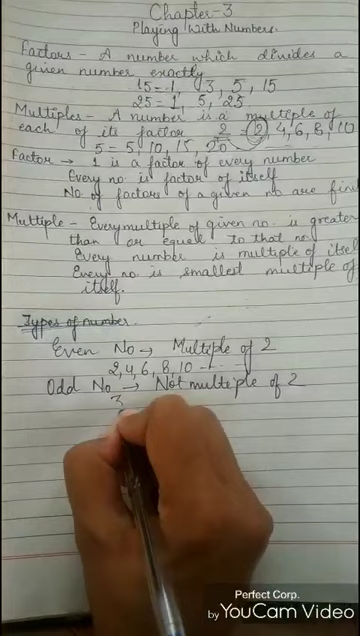 Chapter-3
Playing With Numbers.
Factors - A number which divides a
given number exactly
15 = 1, 3, 5, 15
25 = 1, 5, 25
Multiples - A number is a multiple of
each of its factor 2 = 2, 4, 6, 8, 10
5 = 5, 10, 15, 20
Factor → 1 is a factor of every number
Every no. is factor of itself
No of factors of a given no are fin
Multiple - Every multiple of given no. is greater
than or equal to that no.
Every number is multiple of itself
Every no is smallest multiple of
itself.
Types of number.
Even No → Multiple of 2
2, 4, 6, 8, 10
Odd No → Not multiple of 2
3
Perfect Corp.
by YouCam Video